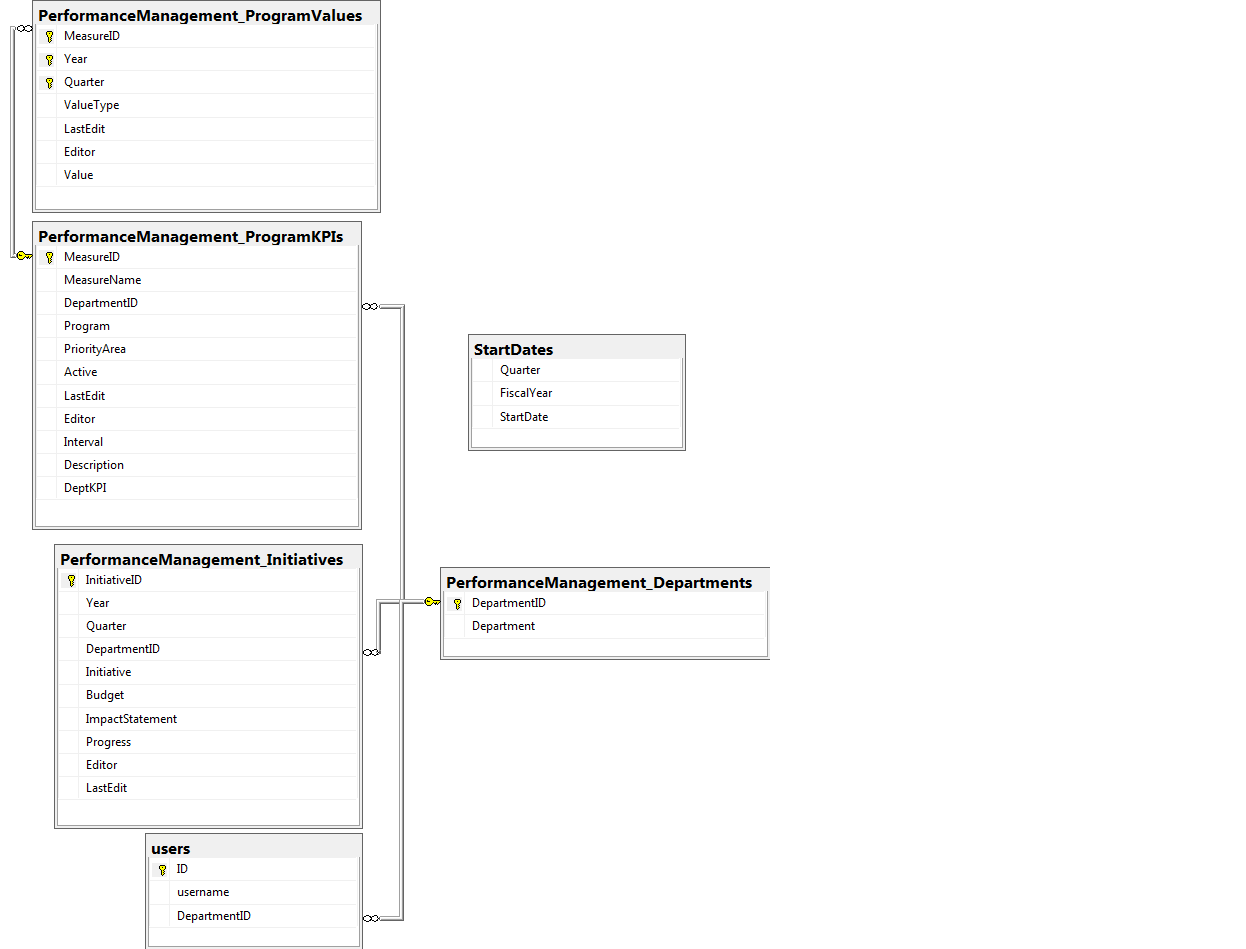 PerformanceManagement_ProgramValues
MeasureID
Year
Quarter
ValueType
LastEdit
Editor
Value
PerformanceManagement_ProgramKPIs
MeasureID
MeasureName
DepartmentID
Program
PriorityArea
Active
LastEdit
Editor
Interval
Description
DeptKPI
StartDates
Quarter
FiscalYear
StartDate
PerformanceManagement_Initiatives
InitiativeID
Year
Quarter
DepartmentID
Initiative
Budget
ImpactStatement
Progress
Editor
LastEdit
PerformanceManagement_Departments
DepartmentID
Department
users
ID
username
DepartmentID